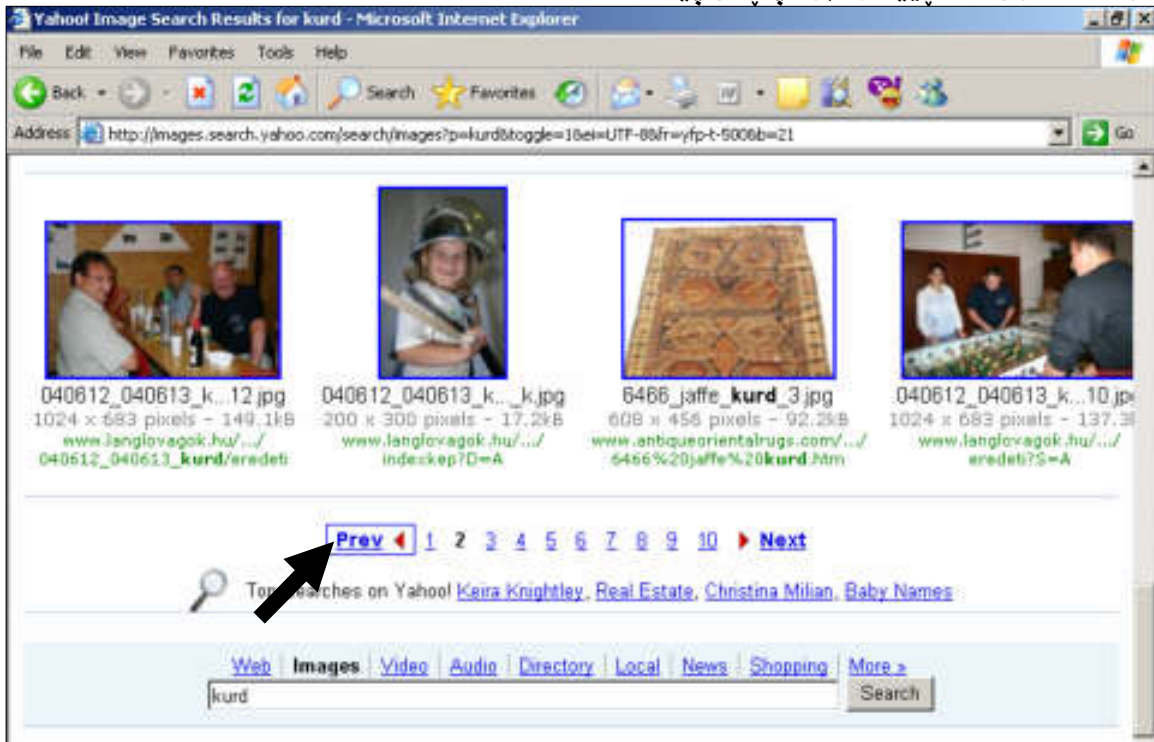 Yahoo! Image Search Results for kurd - Microsoft Internet Explorer
File Edit View Favorites Tools Help
Back Search Favorites
Address http://images.search.yahoo.com/search/images?p=kurd&toggle=1&ei=UTF-8&fr=yfp-t-500&b=21 Go
040612_040613_k...12.jpg 040612_040613_k..._k.jpg 6466_jaffe_kurd_3.jpg 040612_040613_k...10.jp
1024 x 683 pixels - 149.1kB 200 x 300 pixels - 17.2kB 608 x 456 pixels - 92.2kB 1024 x 683 pixels - 137.3
www.langlovagok.hu/.../ www.langlovagok.hu/.../ www.antiqueorientalrugs.com/.../ www.langlovagok.hu/.../
040612_040613_kurd/eredeti index.kep?D=A 6466%20jaffe%20kurd.htm eredeti?S=A
Prev 1 2 3 4 5 6 7 8 9 10 Next
Top Searches on Yahoo! Keira Knightley, Real Estate, Christina Milian, Baby Names
Web Images Video Audio Directory Local News Shopping More »
kurd Search